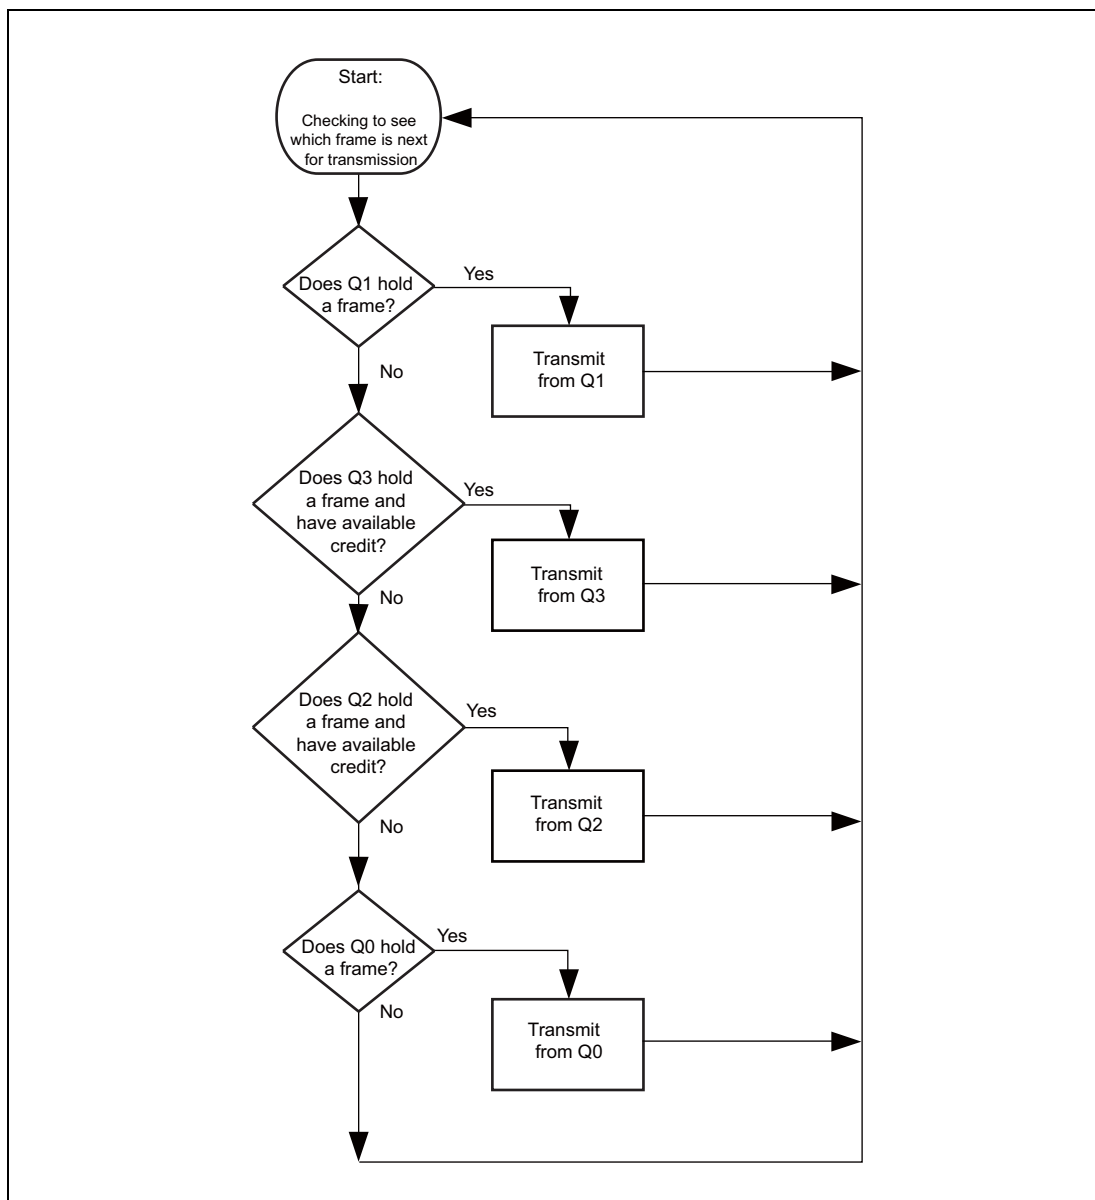 Start:
Checking to see
which frame is next
for transmission
Does Q1 hold
a frame?
Yes
Transmit
from Q1
No
Does Q3 hold
a frame and
have available
credit?
Yes
Transmit
from Q3
No
Does Q2 hold
a frame and
have available
credit?
Yes
Transmit
from Q2
No
Does Q0 hold
a frame?
Yes
Transmit
from Q0
No